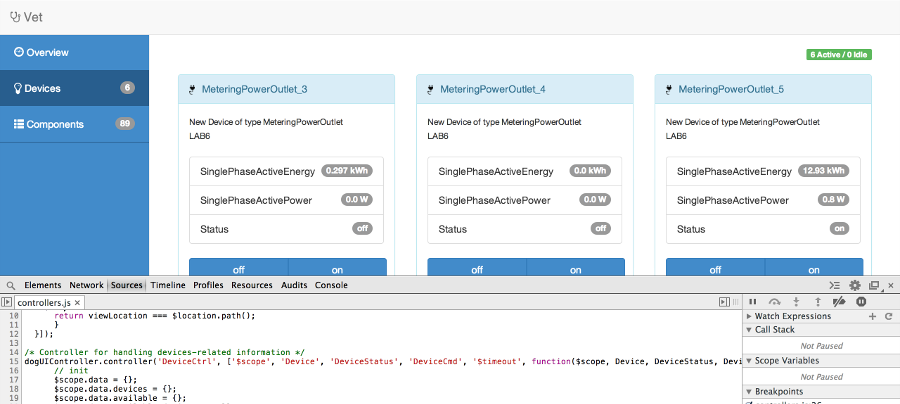 Vet
Overview
6 Active / 0 Idle
Devices 6
Components 89
MeteringPowerOutlet_3
New Device of type MeteringPowerOutlet
LAB6
SinglePhaseActiveEnergy 0.297 kWh
SinglePhaseActivePower 0.0 W
Status off
off on
MeteringPowerOutlet_4
New Device of type MeteringPowerOutlet
LAB6
SinglePhaseActiveEnergy 0.0 kWh
SinglePhaseActivePower 0.0 W
Status off
off on
MeteringPowerOutlet_5
New Device of type MeteringPowerOutlet
LAB6
SinglePhaseActiveEnergy 12.93 kWh
SinglePhaseActivePower 0.8 W
Status on
off on
Elements Network Sources Timeline Profiles Resources Audits Console
controllers.js ×
10 return viewLocation === $location.path();
11 }
12 }]);
13
14 /* Controller for handling devices-related information */
15 dogUIController.controller('DeviceCtrl', ['$scope', 'Device', 'DeviceStatus', 'DeviceCmd', '$timeout', function($scope, Device, DeviceStatus, Devi
16 // init
17 $scope.data = {};
18 $scope.data.devices = {};
19 $scope.data.available = {};
Watch Expressions
Call Stack
Not Paused
Scope Variables
Not Paused
Breakpoints